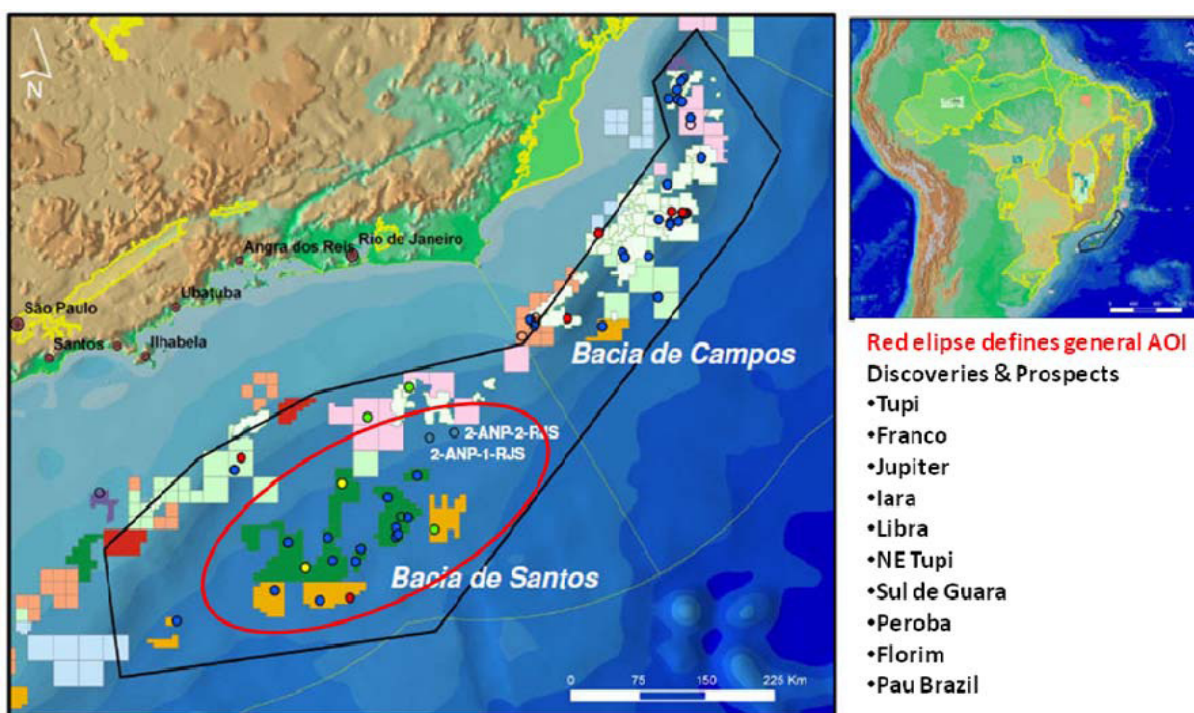 N
São Paulo
Santos
Ilhabela
Ubatuba
Angra dos Reis
Rio de Janeiro
Bacia de Campos
2-ANP-2-RJS
2-ANP-1-RJS
Bacia de Santos
0 75 150 225 Km
Red elipse defines general AOI
Discoveries & Prospects
•Tupi
•Franco
•Jupiter
•Iara
•Libra
•NE Tupi
•Sul de Guara
•Peroba
•Florim
•Pau Brazil